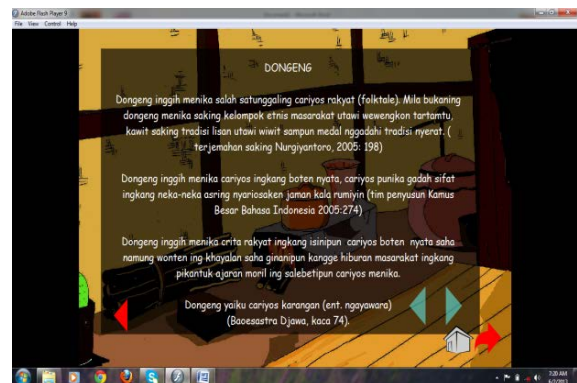 Adobe Flash Player 9
File View Control Help
DONGENG
Dongeng inggih menika salah satunggaling cariyos rakyat (folktale). Mila bukaning
dongeng menika saking kelompok etnis masarakat utawi wewengkon tartamtu,
kawit saking tradisi lisan utawi wiwit sampun medal nggadahi tradisi nyerat. (
terjemahan saking Nurgiyantoro, 2005: 198)
Dongeng inggih menika cariyos ingkang boten nyata, cariyos punika gadah sifat
ingkang neka-neka asring nyariosaken jaman kala rumiyin (tim penyusun Kamus
Besar Bahasa Indonesia 2005:274)
Dongeng inggih menika crita rakyat ingkang isinipun cariyos boten nyata saha
namung wonten ing khayalan saha ginanipun kangge hiburan masarakat ingkang
pikantuk ajaran moril ing salebetipun cariyos menika.
Dongeng yaiku cariyos karangan (ent. ngayawara)
(Baoesastra Djawa, kaca 74).
7:20 AM
6/2/2013